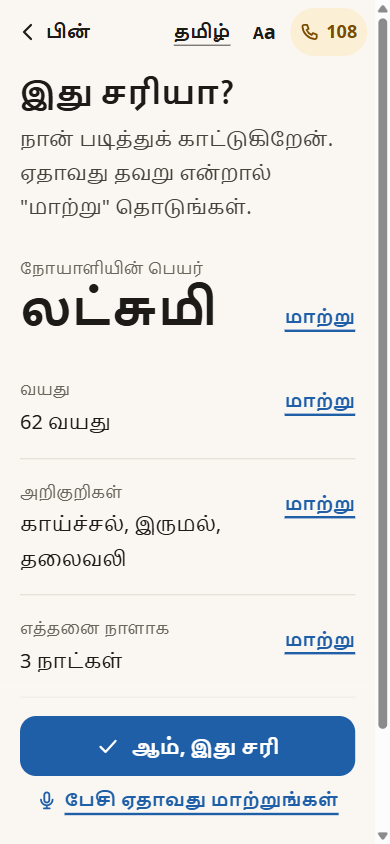 பின்
தமிழ்
Aa
108
இது சரியா?
நான் படித்துக் காட்டுகிறேன்.
ஏதாவது தவறு என்றால்
"மாற்று" தொடுங்கள்.
நோயாளியின் பெயர்
லட்சுமி
மாற்று
வயது
62 வயது
மாற்று
அறிகுறிகள்
காய்ச்சல், இருமல்,
தலைவலி
மாற்று
எத்தனை நாளாக
3 நாட்கள்
மாற்று
ஆம், இது சரி
பேசி ஏதாவது மாற்றுங்கள்